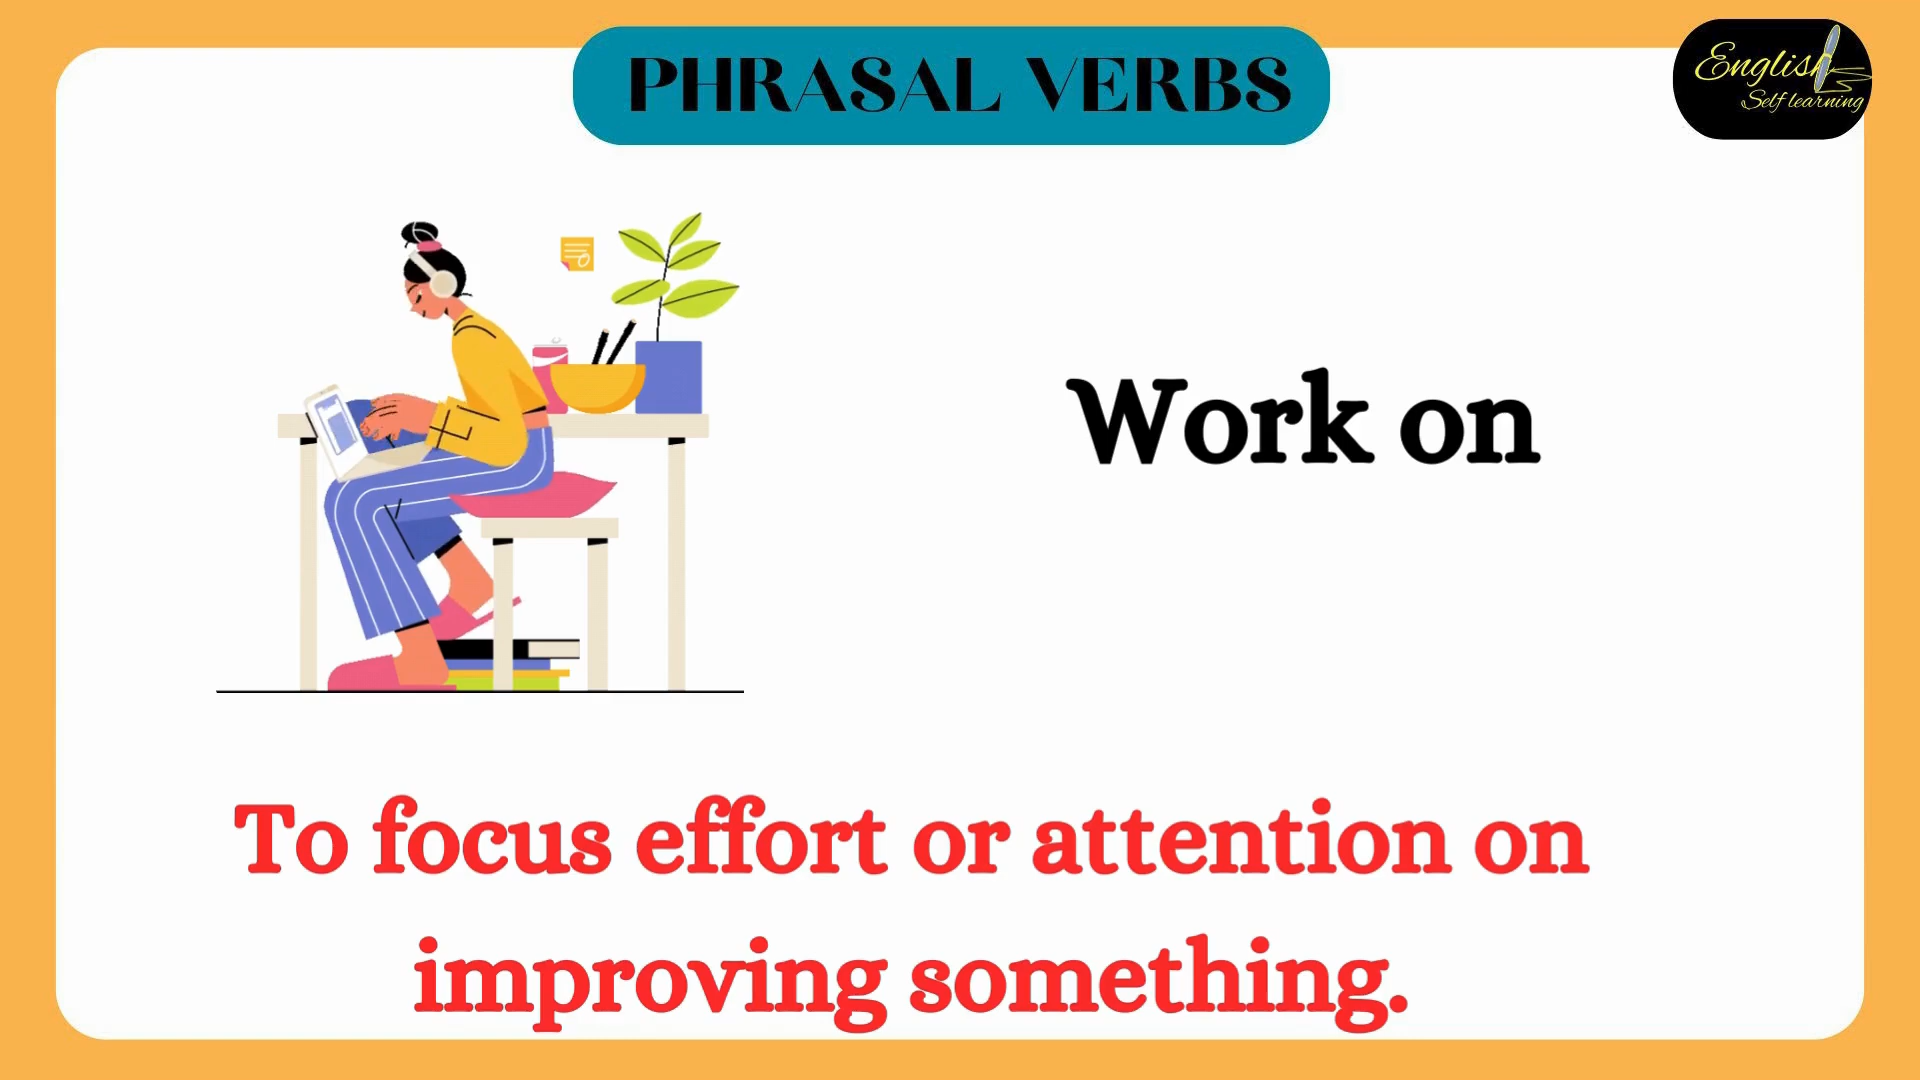 PHRASAL VERBS
English
Self learning
Work on
To focus effort or attention on
improving something.